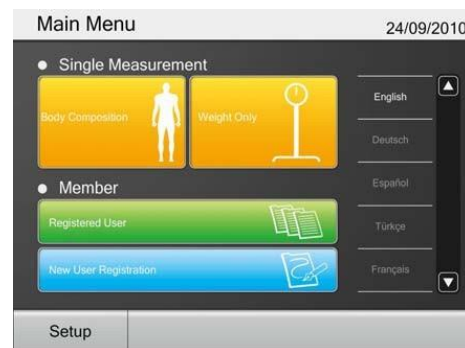 Main Menu
24/09/2010
Single Measurement
Body Composition
Weight Only
Member
Registered User
New User Registration
English
Deutsch
Español
Türkçe
Français
Setup